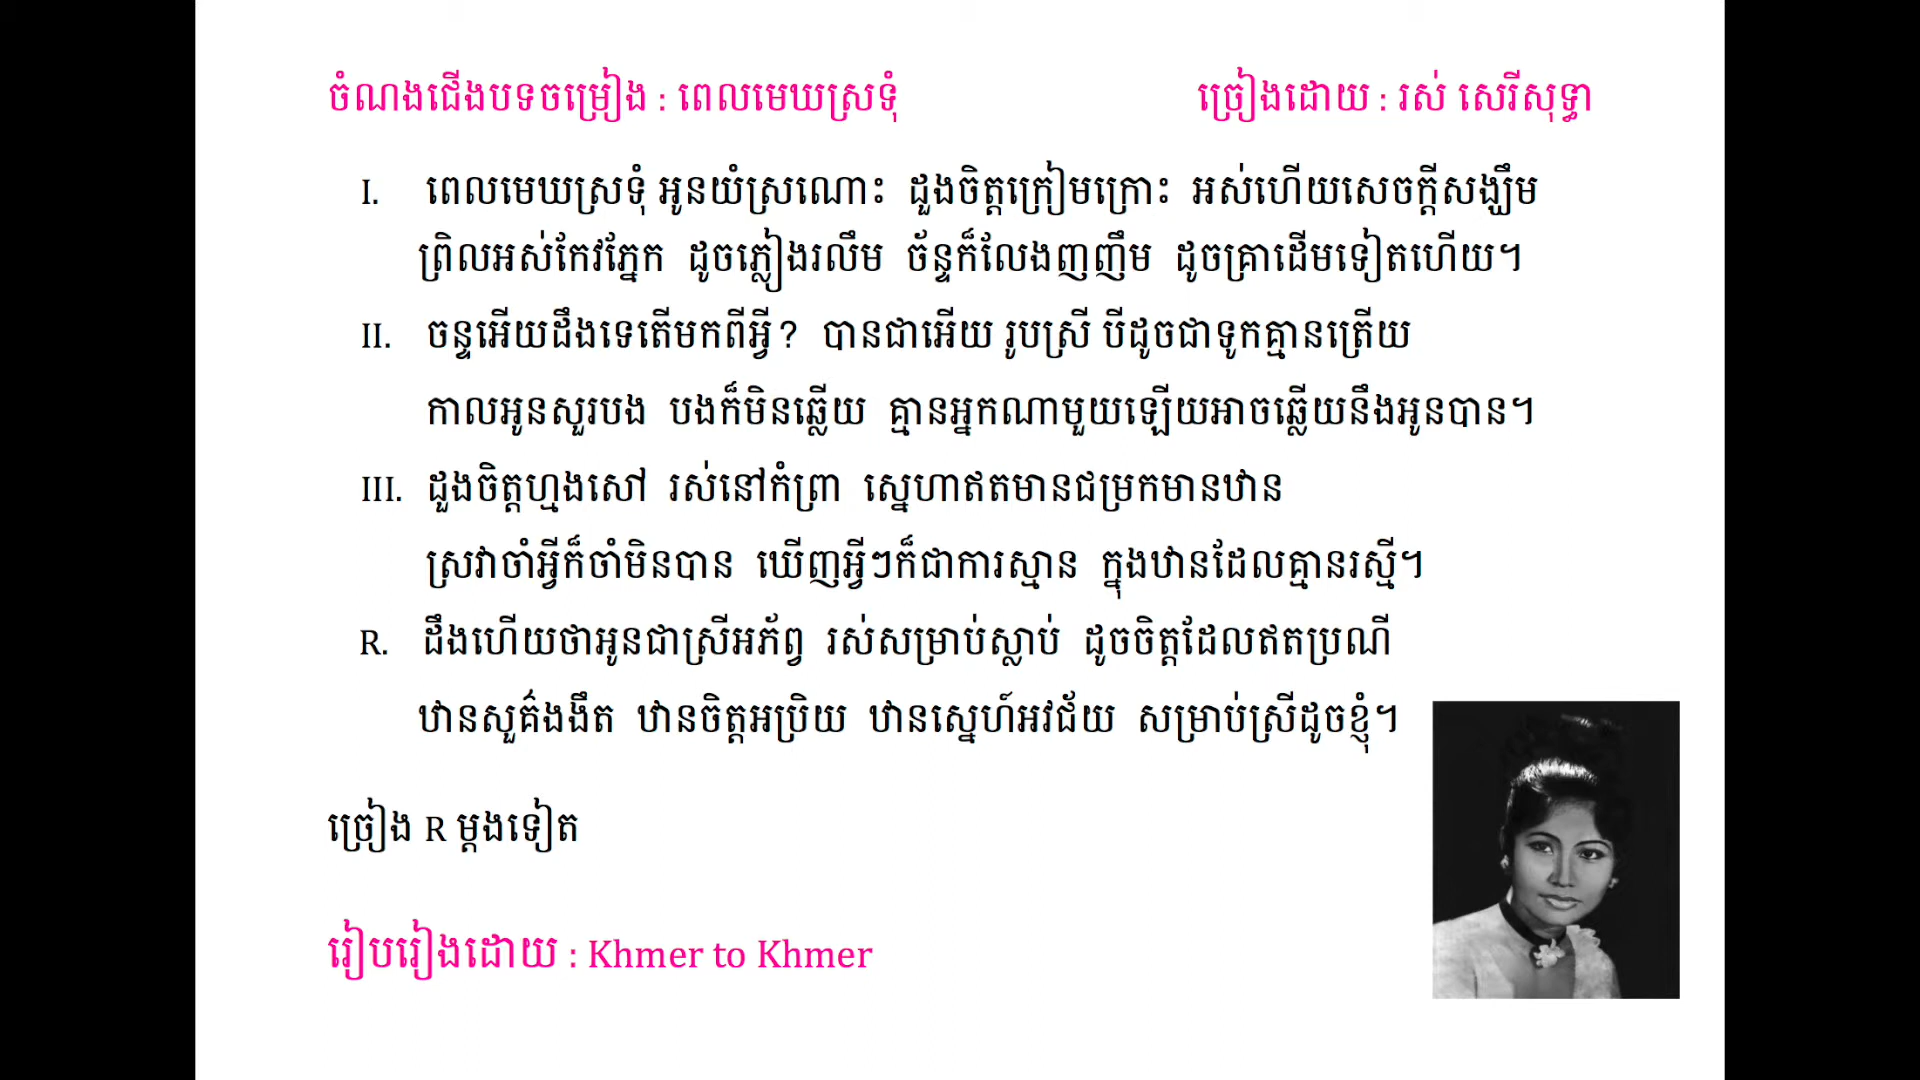 ចំណងជើងបទចម្រៀង : ពេលមេឃស្រទុំ ច្រៀងដោយ : រស់ សេរីសុទ្ធា
I. ពេលមេឃស្រទុំ អូនយំស្រណោះ ដួងចិត្តក្រៀមក្រោះ អស់ហើយសេចក្ដីសង្ឃឹម
ព្រិលអស់កែវភ្នែក ដូចភ្លៀងរលឹម ច័ន្ទក៏លែងញញឹម ដូចគ្រាដើមទៀតហើយ។
II. ចន្ទអើយដឹងទេតើមកពីអ្វី? បានជាអើយ រូបស្រី បីដូចជាទូកគ្មានត្រើយ
កាលអូនសួរបង បងក៏មិនឆ្លើយ គ្មានអ្នកណាមួយឡើយអាចឆ្លើយនឹងអូនបាន។
III. ដួងចិត្តហ្មងសៅ រស់នៅកំព្រា ស្នេហាឥតមានជម្រកមានឋាន
ស្រវាចាំអ្វីក៏ចាំមិនបាន ឃើញអ្វីៗក៏ជាការស្មាន ក្នុងឋានដែលគ្មានរស្មី។
R. ដឹងហើយថាអូនជាស្រីអភ័ព្វ រស់សម្រាប់ស្លាប់ ដូចចិត្តដែលឥតប្រណី
ឋានសួគ៌ងងឹត ឋានចិត្តអប្រិយ ឋានស្នេហ៍អវជ័យ សម្រាប់ស្រីដូចខ្ញុំ។
ច្រៀង R ម្ដងទៀត
រៀបរៀងដោយ : Khmer to Khmer